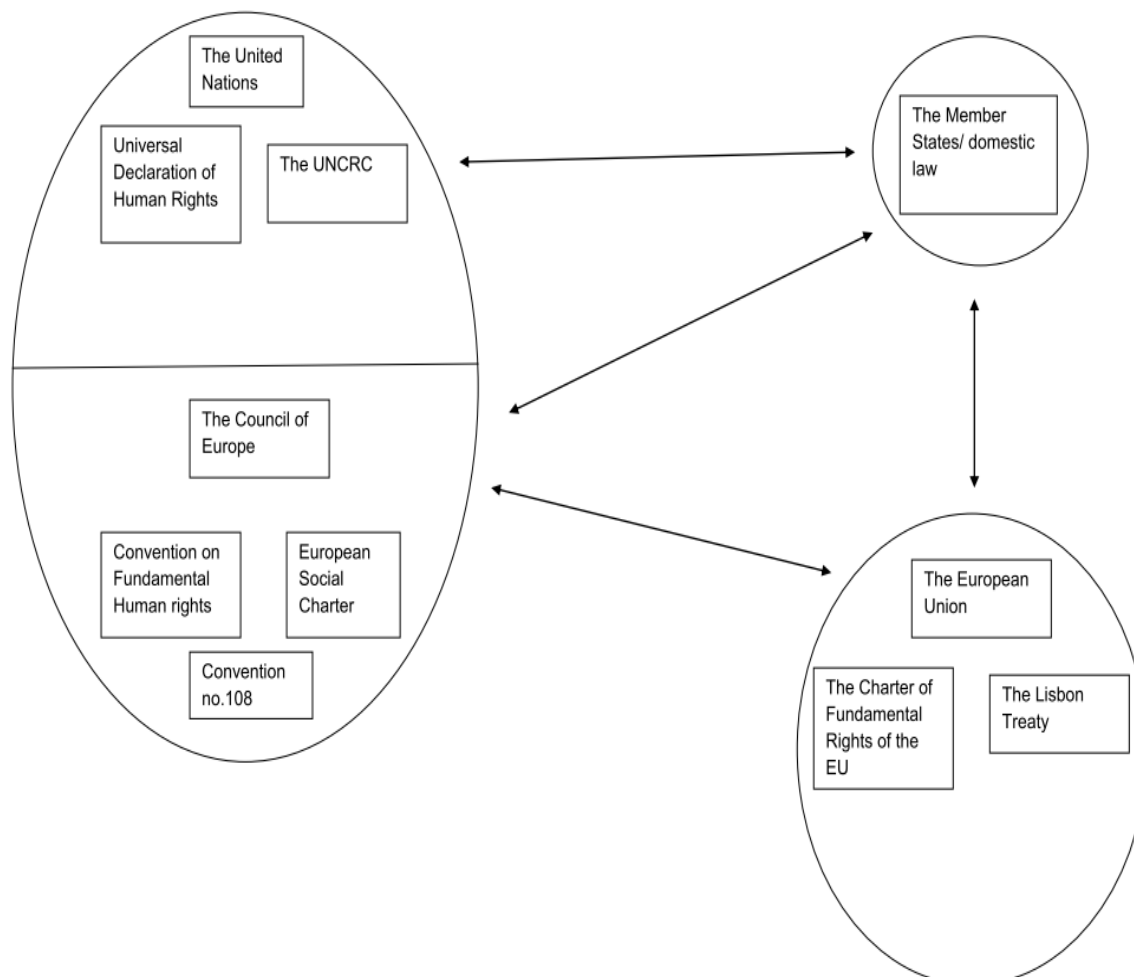 The United
Nations
Universal
Declaration of
Human Rights
The UNCRC
The Member
States/ domestic
law
The Council of
Europe
Convention on
Fundamental
Human rights
European
Social
Charter
Convention
no.108
The European
Union
The Charter of
Fundamental
Rights of the
EU
The Lisbon
Treaty